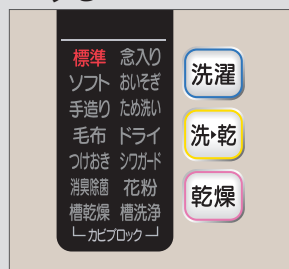 標準 念入り
ソフト おいそぎ
手造り ため洗い
毛布 ドライ
つけおき シワガード
消臭除菌 花粉
槽乾燥 槽洗浄
カビブロック
洗濯
洗・乾
乾燥